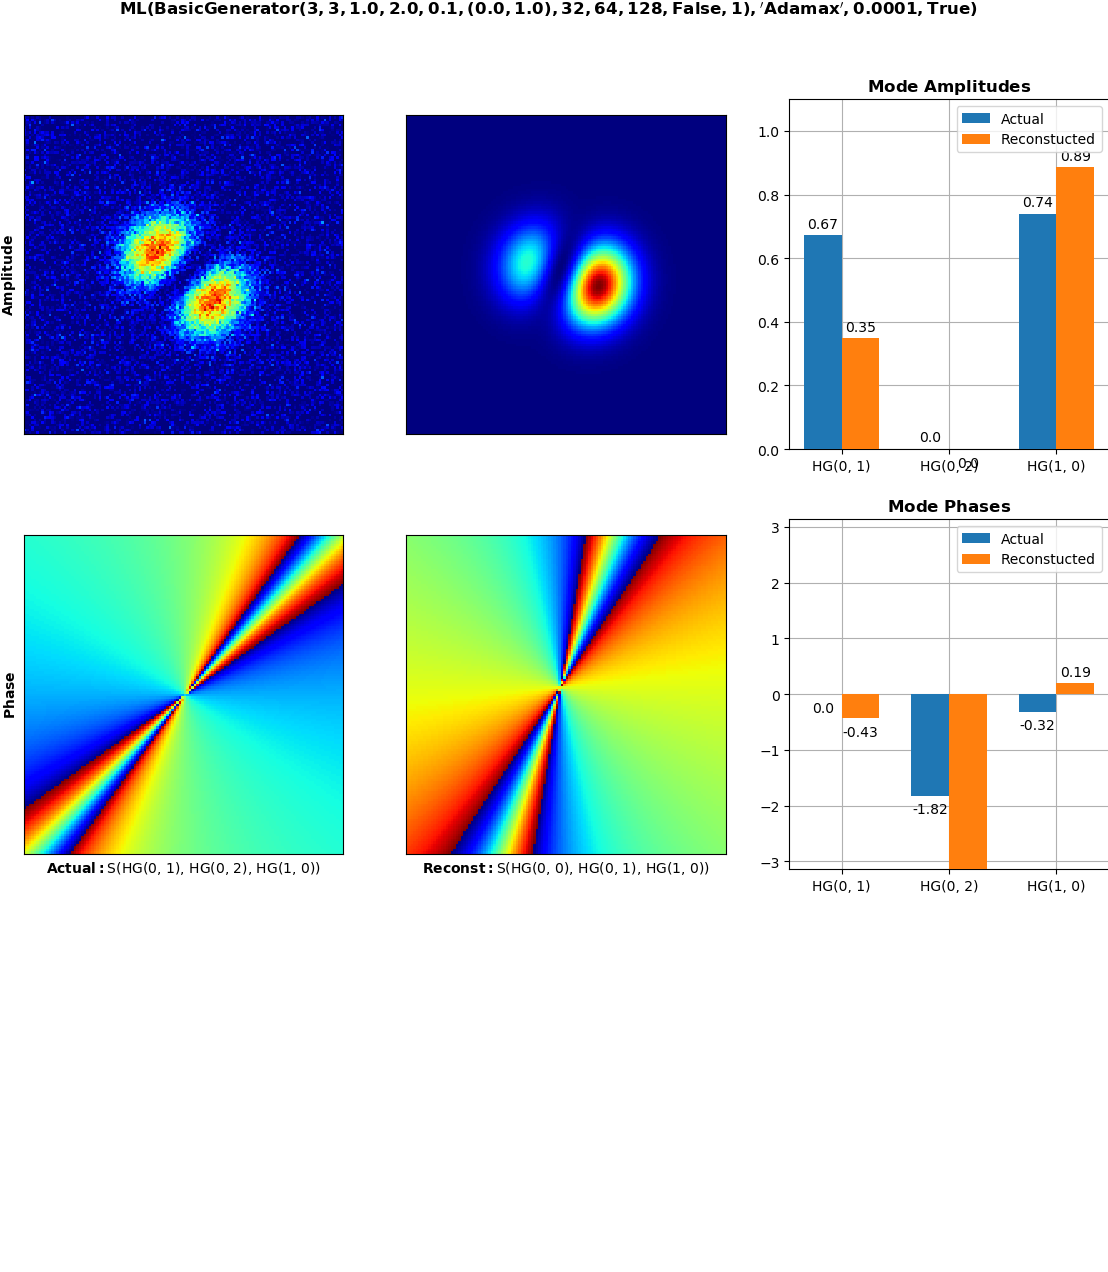 ML(BasicGenerator(3, 3, 1.0, 2.0, 0.1, (0.0, 1.0), 32, 64, 128, False, 1), ′Adamax′, 0.0001, True)
Amplitude
Mode Amplitudes
Actual
Reconstucted
1.0
0.8
0.6
0.4
0.2
0.0
0.67
0.35
0.0
0.0
0.74
0.89
HG(0, 1)
HG(0, 2)
HG(1, 0)
Phase
Actual: S(HG(0, 1), HG(0, 2), HG(1, 0))
Reconst: S(HG(0, 0), HG(0, 1), HG(1, 0))
Mode Phases
Actual
Reconstucted
3
2
1
0
−1
−2
−3
0.0
-0.43
-1.82
-0.32
0.19
HG(0, 1)
HG(0, 2)
HG(1, 0)